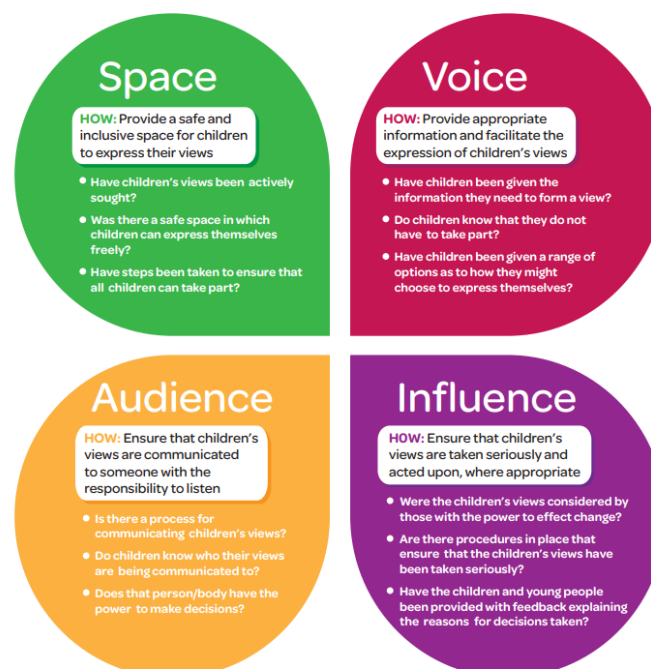 Space
HOW: Provide a safe and
inclusive space for children
to express their views
• Have children's views been actively
sought?
• Was there a safe space in which
children can express themselves
freely?
• Have steps been taken to ensure that
all children can take part?
Voice
HOW: Provide appropriate
information and facilitate the
expression of children's views
• Have children been given the
information they need to form a view?
• Do children know that they do not
have to take part?
• Have children been given a range of
options as to how they might
choose to express themselves?
Audience
HOW: Ensure that children's
views are communicated
to someone with the
responsibility to listen
• Is there a process for
communicating children's views?
• Do children know who their views
are being communicated to?
• Does that person/body have the
power to make decisions?
Influence
HOW: Ensure that children's
views are taken seriously and
acted upon, where appropriate
• Were the children's views considered by
those with the power to effect change?
• Are there procedures in place that
ensure that the children's views have
been taken seriously?
• Have the children and young people
been provided with feedback explaining
the reasons for decisions taken?